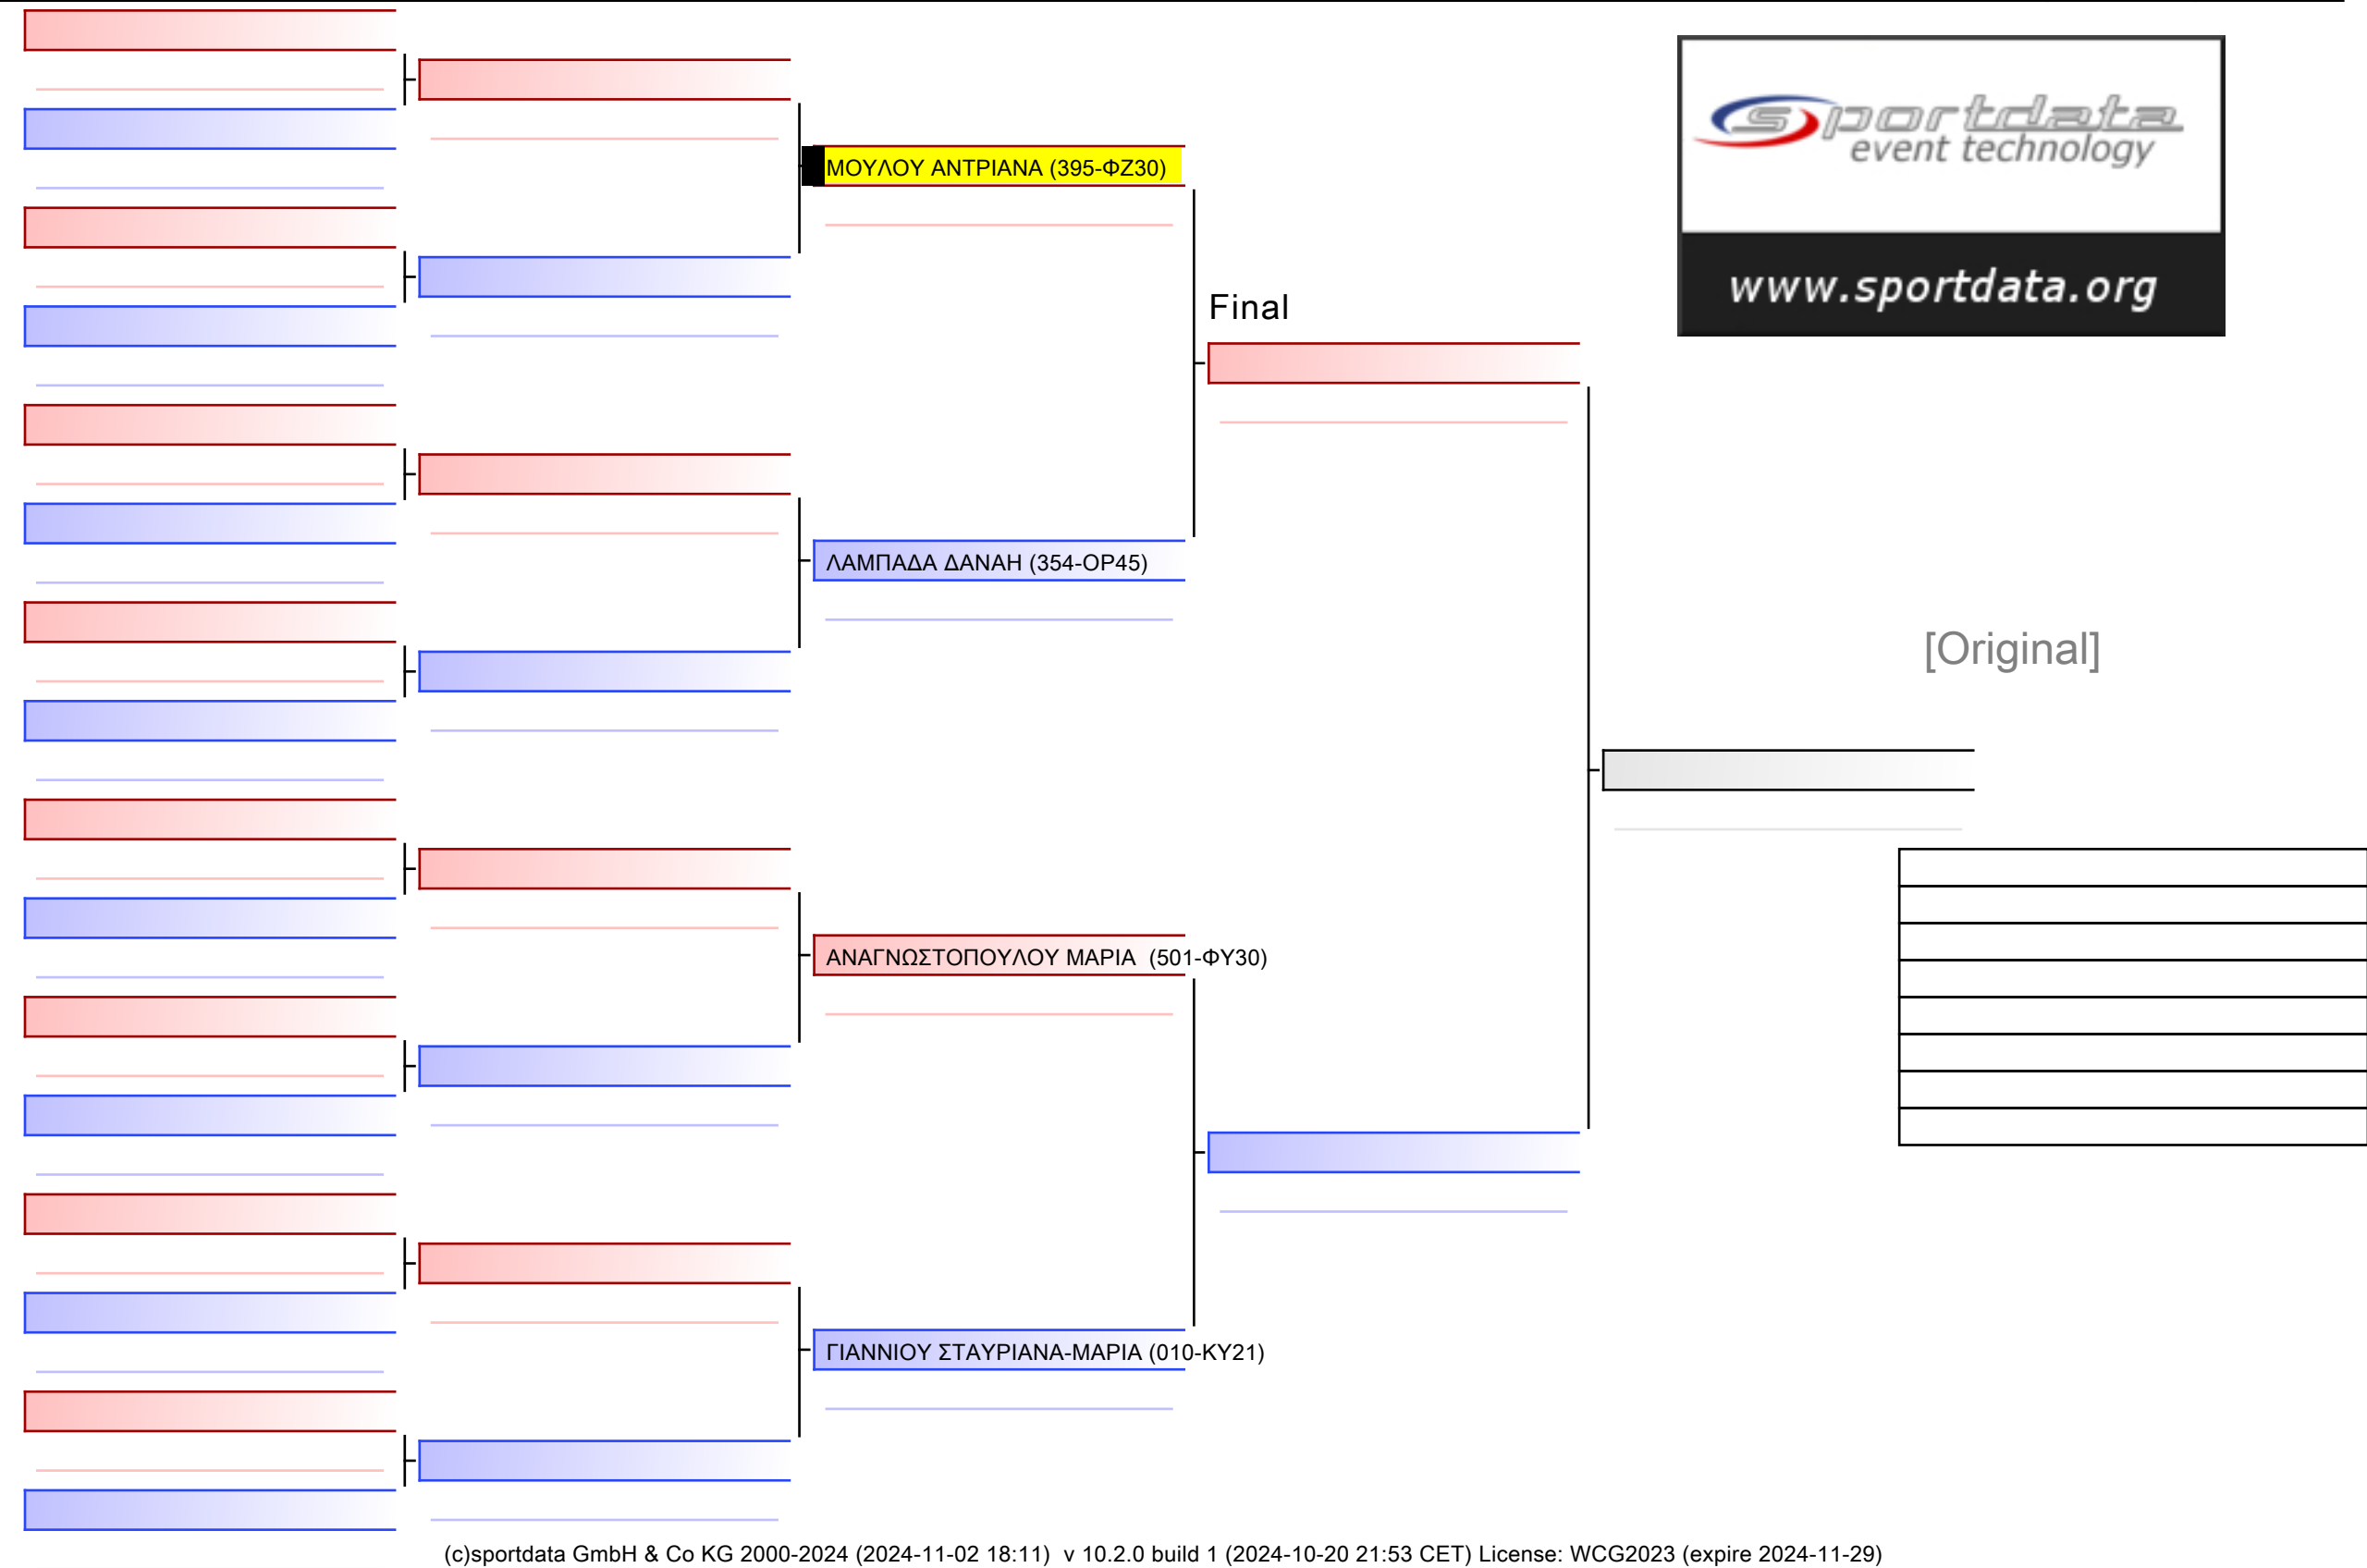 sportdata
event technology
www.sportdata.org
ΜΟΥΛΟΥ ΑΝΤΡΙΑΝΑ (395-ΦΖ30)
Final
ΛΑΜΠΑΔΑ ΔΑΝΑΗ (354-ΟΡ45)
[Original]
ΑΝΑΓΝΩΣΤΟΠΟΥΛΟΥ ΜΑΡΙΑ (501-ΦΥ30)
ΓΙΑΝΝΙΟΥ ΣΤΑΥΡΙΑΝΑ-ΜΑΡΙΑ (010-ΚΥ21)
(c)sportdata GmbH & Co KG 2000-2024 (2024-11-02 18:11) v 10.2.0 build 1 (2024-10-20 21:53 CET) License: WCG2023 (expire 2024-11-29)